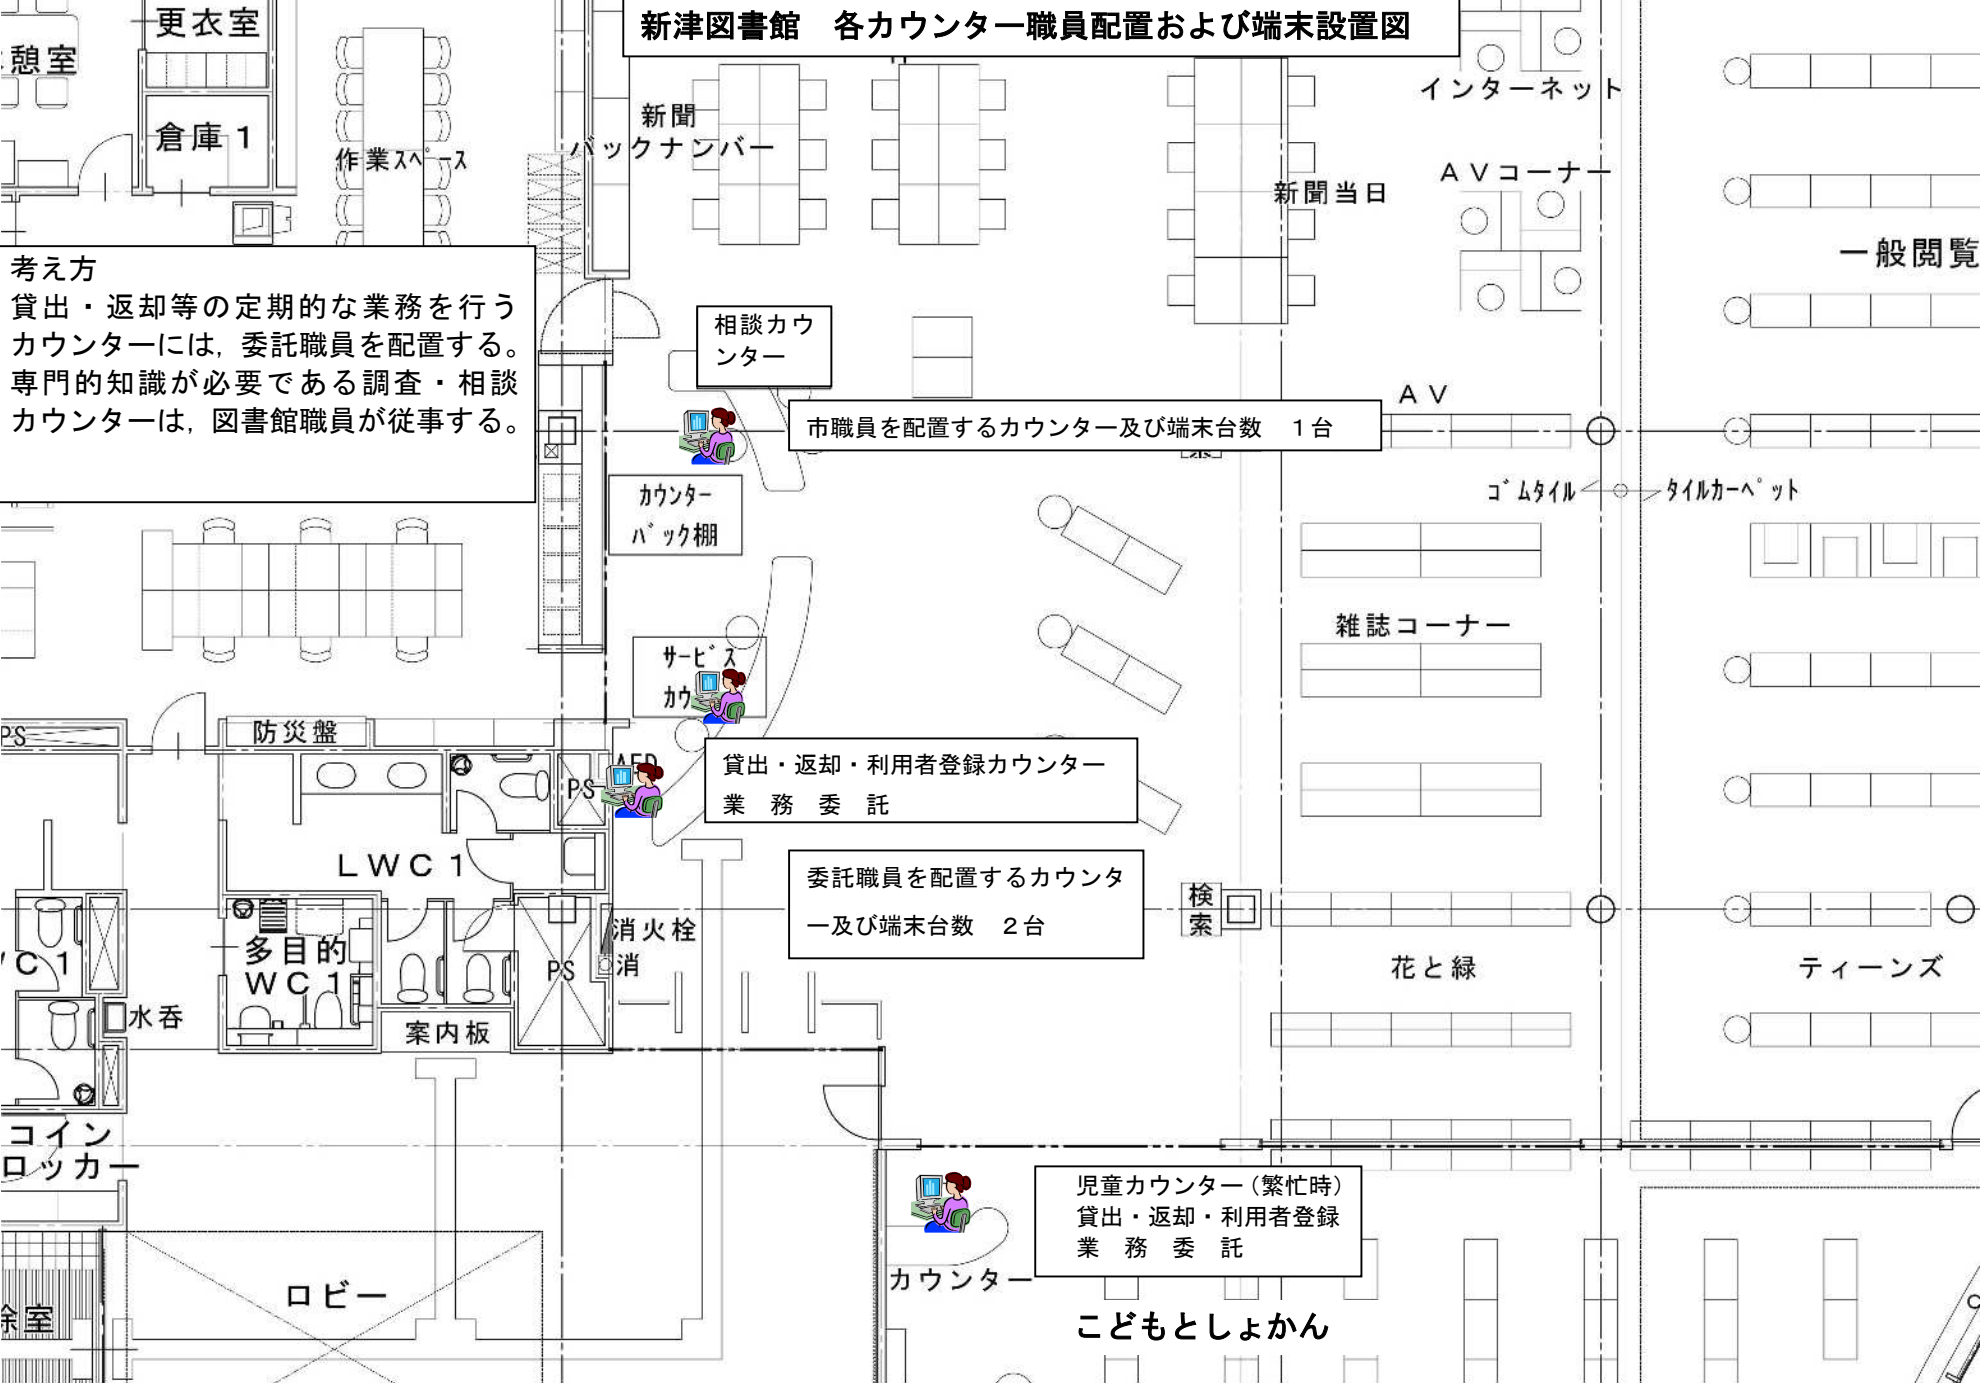 新津図書館　各カウンター職員配置および端末設置図
更衣室
憩室
倉庫１
作業スペース
新聞
バックナンバー
新聞当日
インターネット
ＡＶコーナー
一般閲覧
考え方
貸出・返却等の定期的な業務を行う
カウンターには，委託職員を配置する。
専門的知識が必要である調査・相談
カウンターは，図書館職員が従事する。
相談カウ
ンター
市職員を配置するカウンター及び端末台数　１台
ＡＶ
カウンター
バック棚
ゴムタイル
タイルカーペット
雑誌コーナー
サービス
カウ
防災盤
PS
AED
PS
貸出・返却・利用者登録カウンター
業　務　委　託
ＬＷＣ１
委託職員を配置するカウンタ
ー及び端末台数　２台
検索
消火栓
消
多目的
ＷＣ１
PS
Ｃ１
水呑
案内板
花と緑
ティーンズ
コイン
ロッカー
児童カウンター（繁忙時）
貸出・返却・利用者登録
業　務　委　託
カウンター
ロビー
室
こどもとしょかん